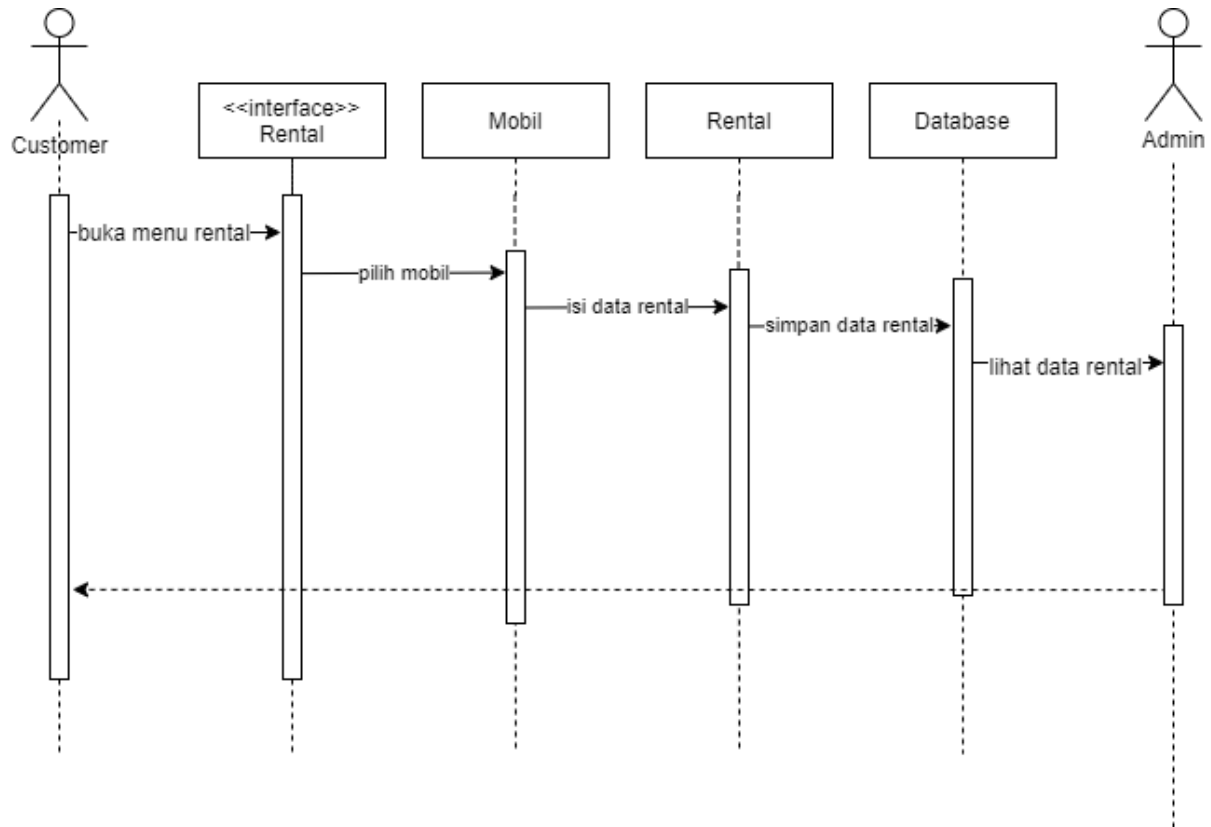 Customer
<<interface>>
Rental
Mobil
Rental
Database
Admin
buka menu rental
pilih mobil
isi data rental
simpan data rental
lihat data rental